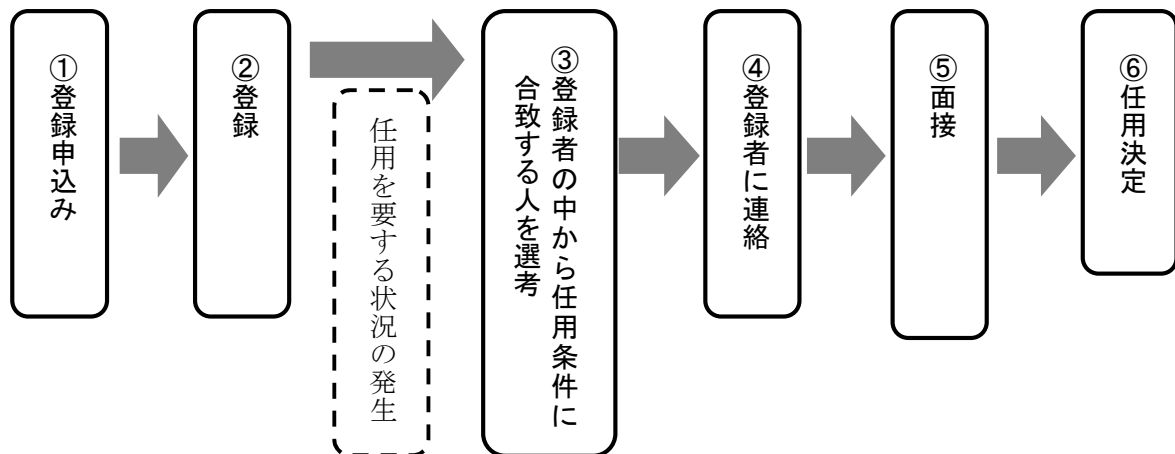 ①登録申込み
②登録
任用を要する状況の発生
③登録者の中から任用条件に
合致する人を選考
④登録者に連絡
⑤面接
⑥任用決定